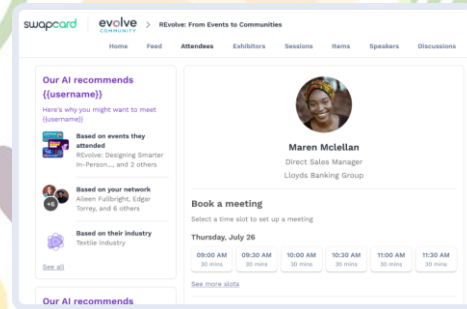 swapcard
evolve
COMMUNITY
REvolve: From Events to Communities
Home Feed Attendees Exhibitors Sessions Items Speakers Discussions
Our AI recommends
{{username}}
Here's why you might want to meet
{{username}}
Based on events they
attended
REvolve: Designing Smarter
In-Person..., and 2 others
+6
Based on your network
Aileen Fullbright, Edgar
Torrey, and 6 others
Based on their industry
Textile industry
See all
Our AI recommends
Maren Mclellan
Direct Sales Manager
Lloyds Banking Group
Book a meeting
Select a time slot to set up a meeting
Thursday, July 26
09:00 AM 09:30 AM 10:00 AM 10:30 AM 11:00 AM 11:30 AM
30 mins 30 mins 30 mins 30 mins 30 mins 30 mins
See more slots